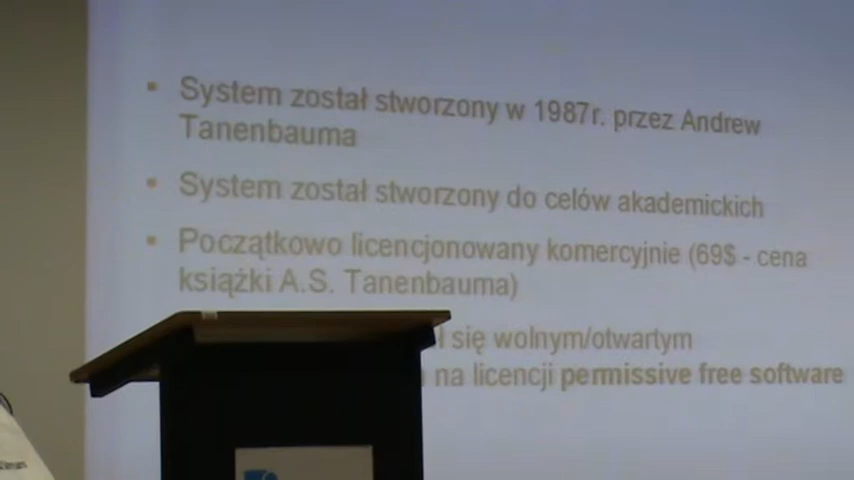 • System został stworzony w 1987r. przez Andrew
Tanenbauma
• System został stworzony do celów akademickich
• Początkowo licencjonowany komercyjnie (69$ - cena
książki A.S. Tanenbauma)
się wolnym/otwartym
na licencji permissive free software